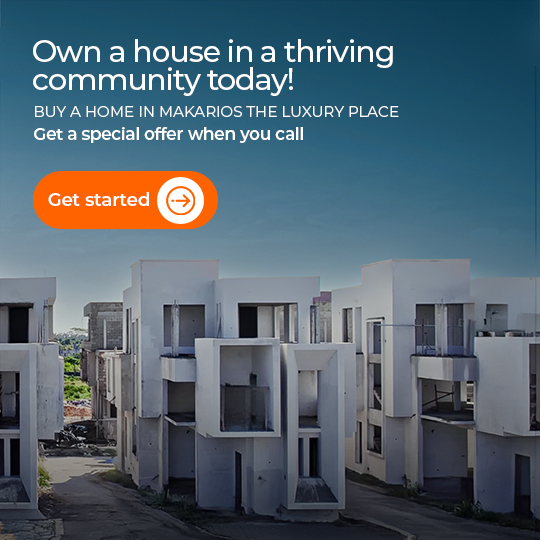 Own a house in a thriving
community today!
BUY A HOME IN MAKARIOS THE LUXURY PLACE
Get a special offer when you call
Get started